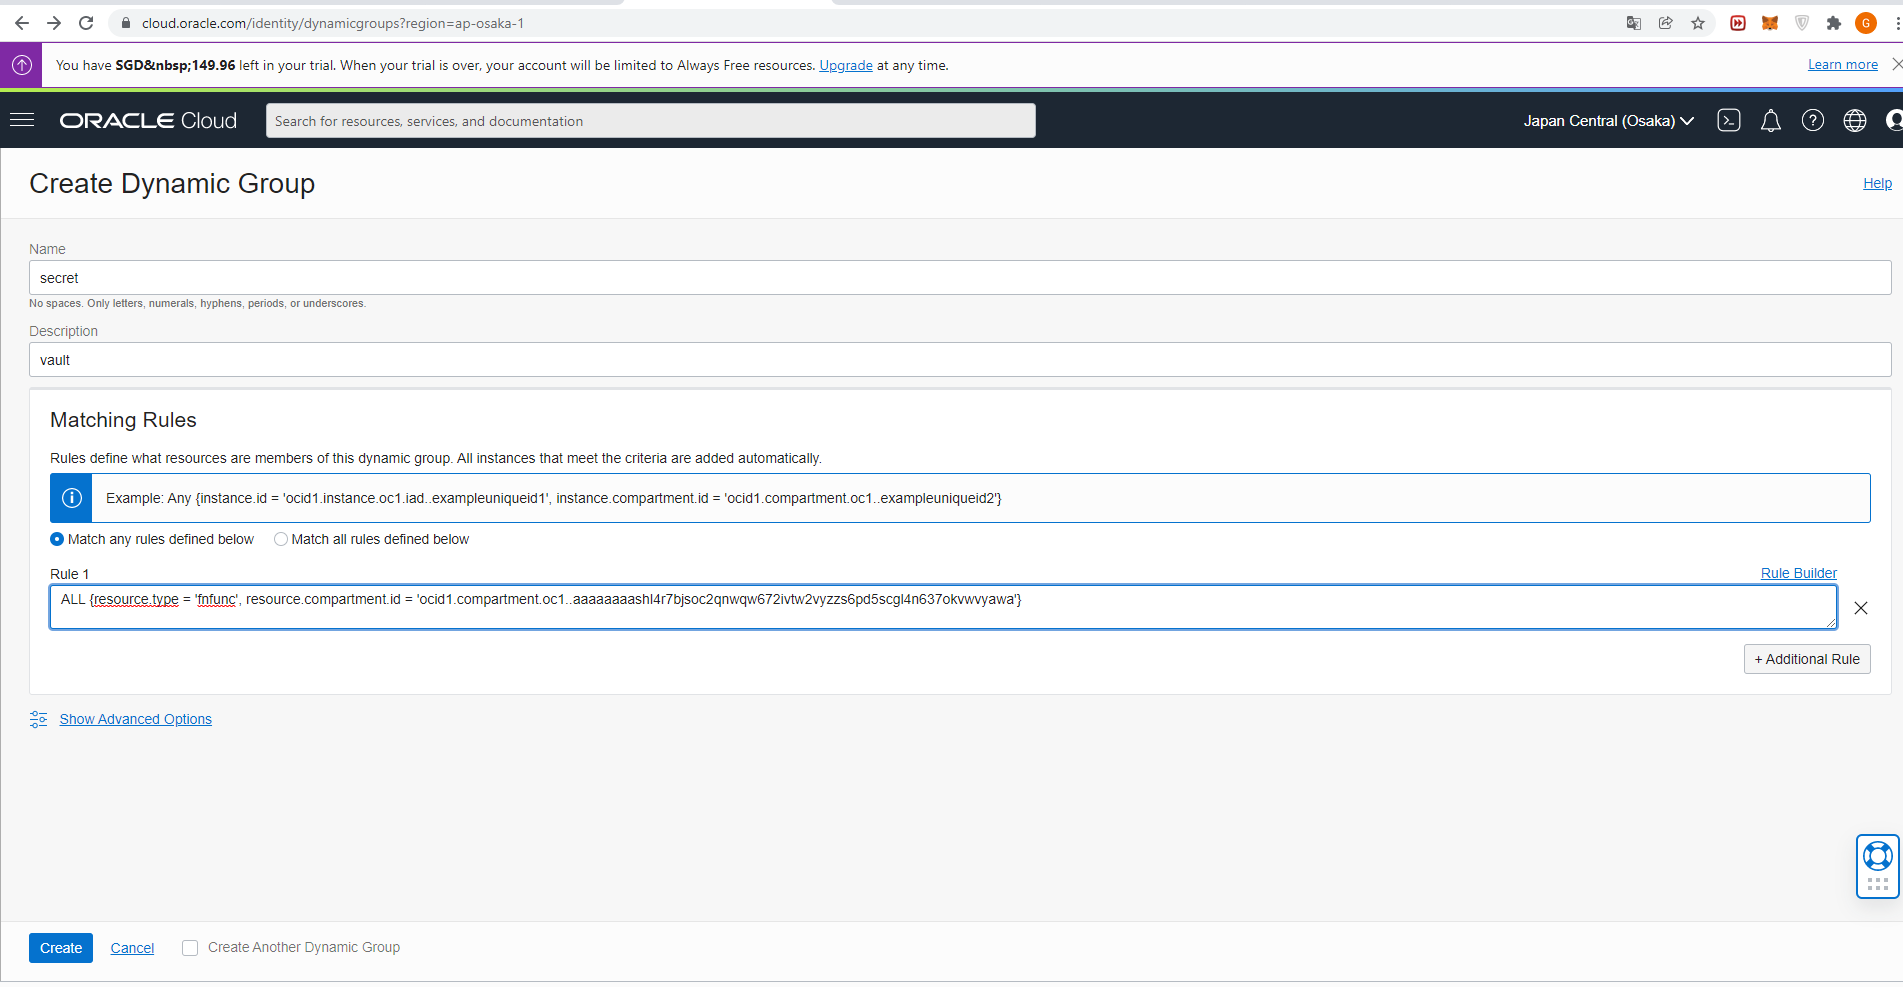 cloud.oracle.com/identity/dynamicgroups?region=ap-osaka-1
G
You have SGD&nbsp;149.96 left in your trial. When your trial is over, your account will be limited to Always Free resources. Upgrade at any time.
Learn more
ORACLE Cloud
Search for resources, services, and documentation
Japan Central (Osaka)
Create Dynamic Group
Help
Name
secret
No spaces. Only letters, numerals, hyphens, periods, or underscores.
Description
vault
Matching Rules
Rules define what resources are members of this dynamic group. All instances that meet the criteria are added automatically.
Example: Any {instance.id = 'ocid1.instance.oc1.iad..exampleuniqueid1', instance.compartment.id = 'ocid1.compartment.oc1..exampleuniqueid2'}
Match any rules defined below
Match all rules defined below
Rule 1
Rule Builder
ALL {resource.type = 'fnfunc', resource.compartment.id = 'ocid1.compartment.oc1..aaaaaaaashl4r7bjsoc2qnwqw672ivtw2vyzzs6pd5scgl4n637okvwvyawa'}
+ Additional Rule
Show Advanced Options
Create
Cancel
Create Another Dynamic Group